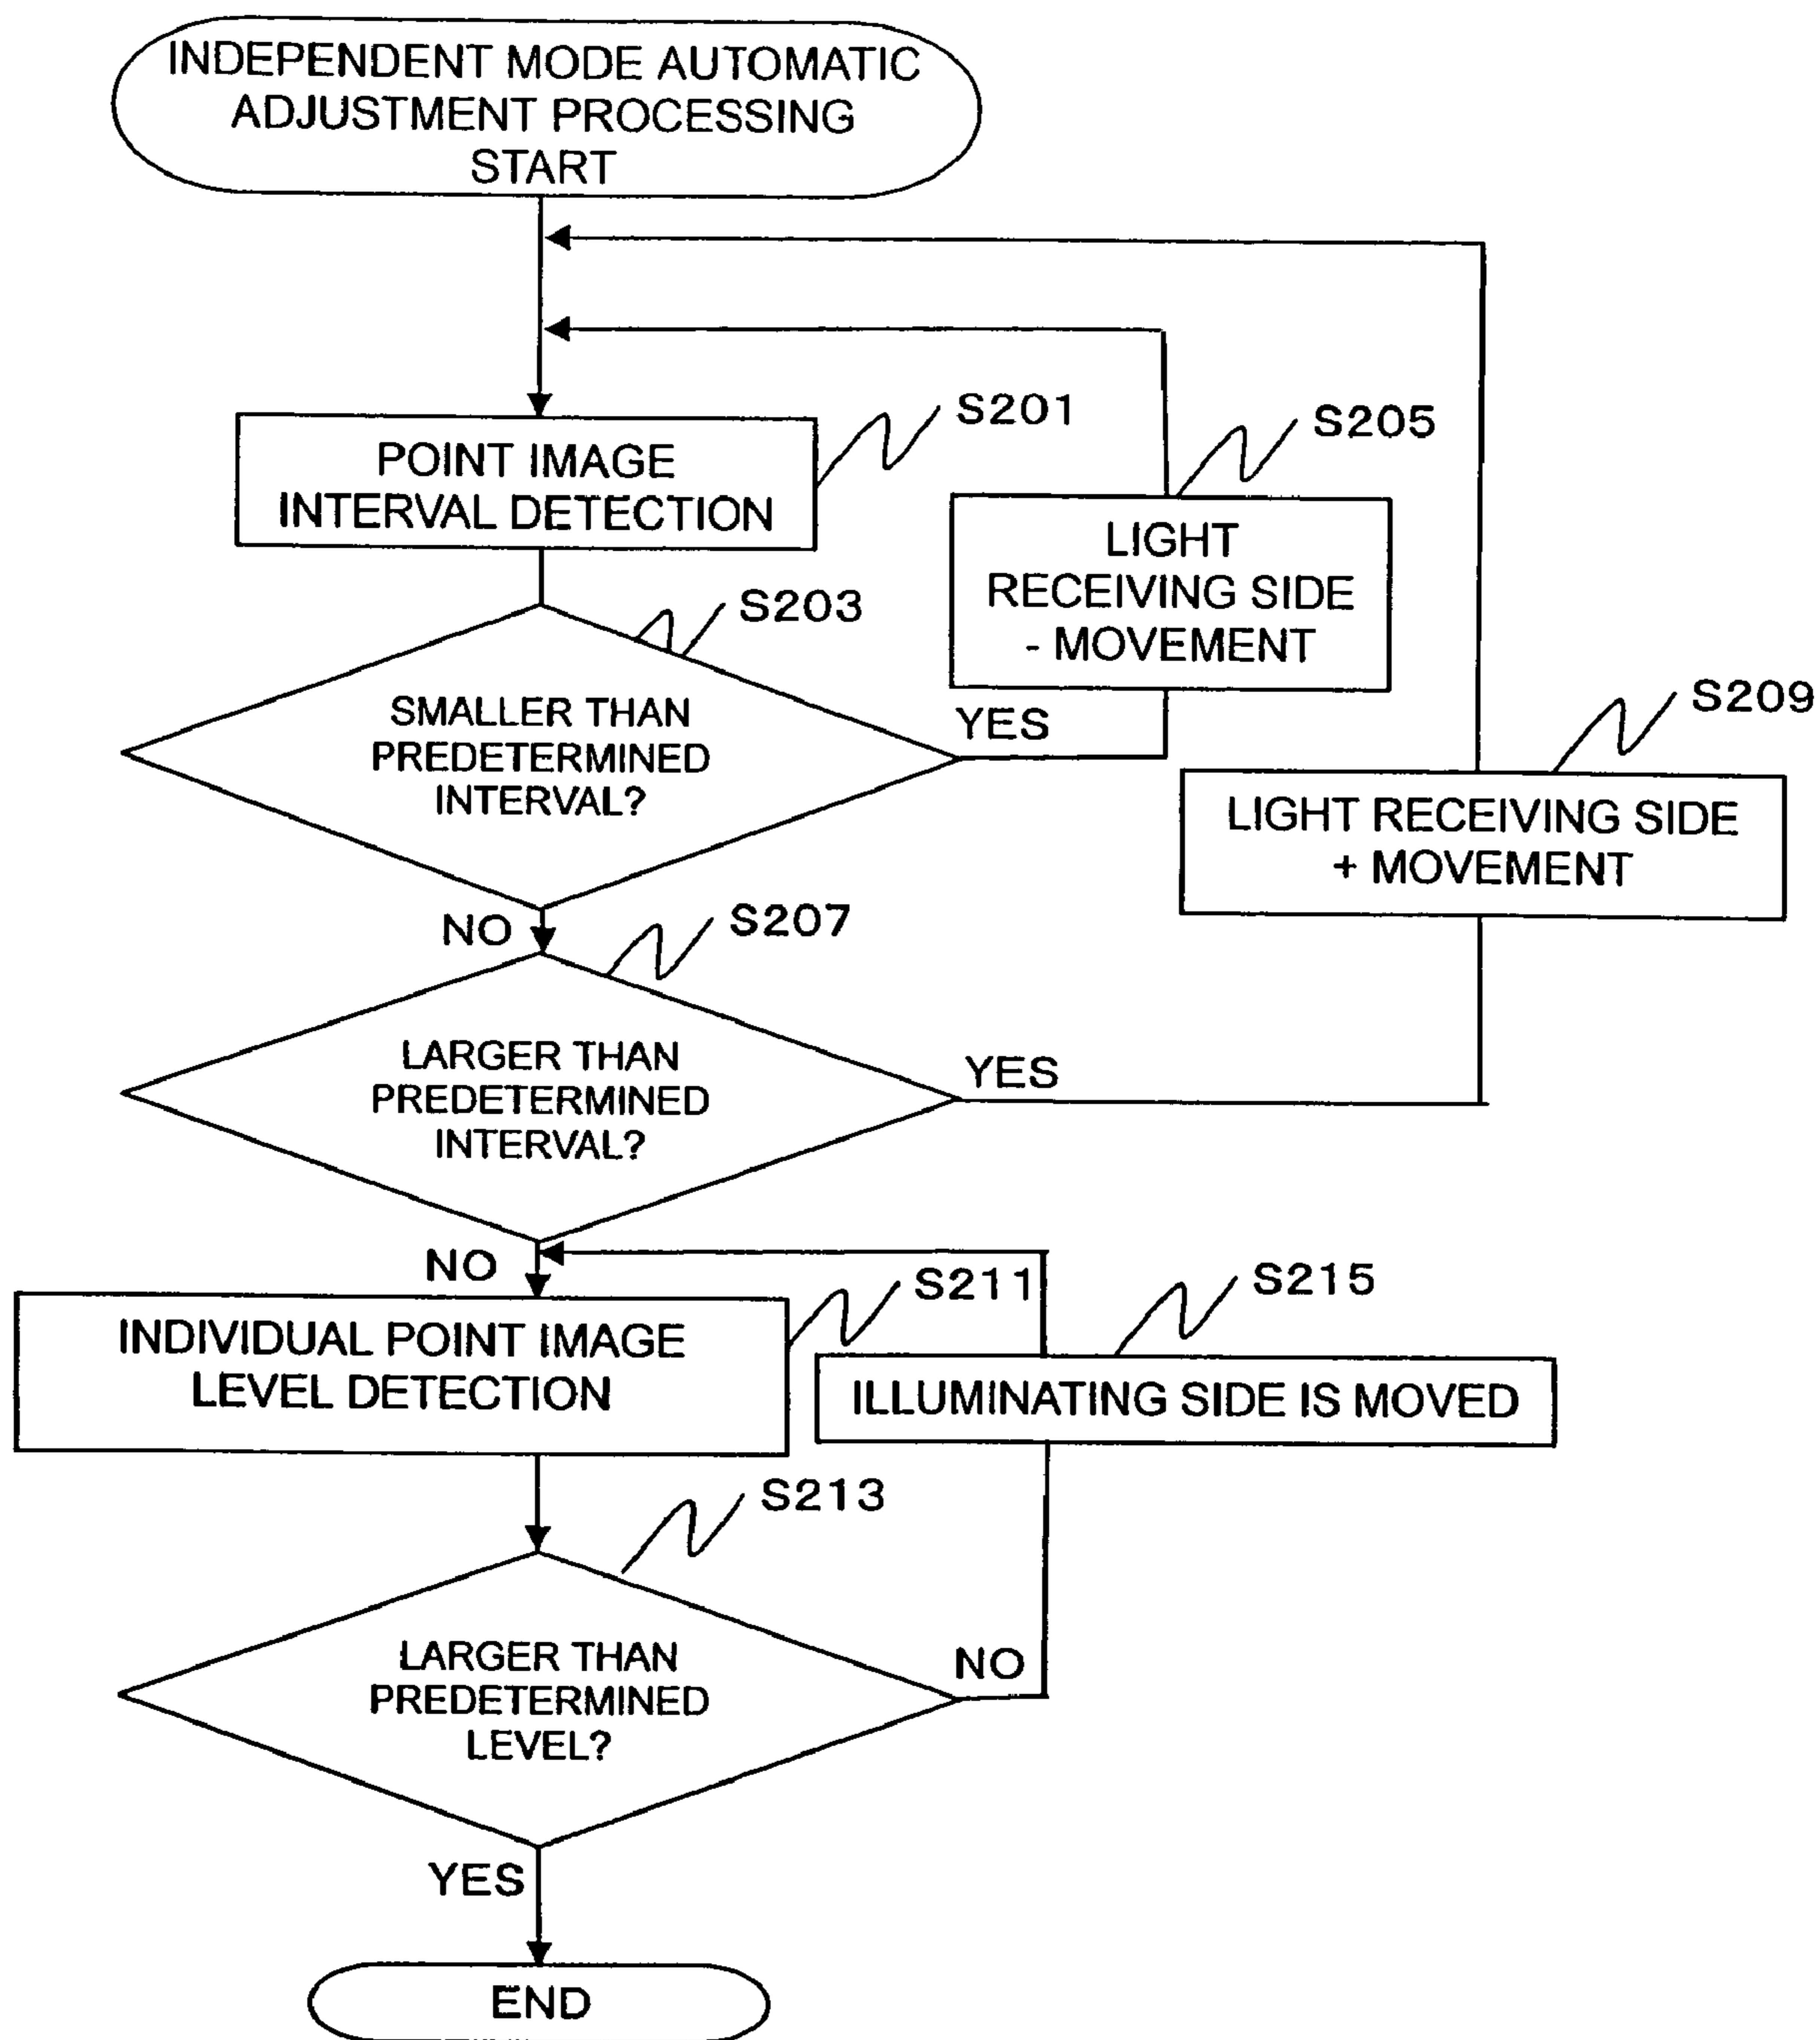 INDEPENDENT MODE AUTOMATIC
ADJUSTMENT PROCESSING
START
S201
POINT IMAGE
INTERVAL DETECTION
S205
LIGHT
RECEIVING SIDE
- MOVEMENT
S203
SMALLER THAN
PREDETERMINED
INTERVAL?
YES
S209
LIGHT RECEIVING SIDE
+ MOVEMENT
NO
S207
LARGER THAN
PREDETERMINED
INTERVAL?
YES
NO
S211
INDIVIDUAL POINT IMAGE
LEVEL DETECTION
S215
ILLUMINATING SIDE IS MOVED
S213
LARGER THAN
PREDETERMINED
LEVEL?
NO
YES
END